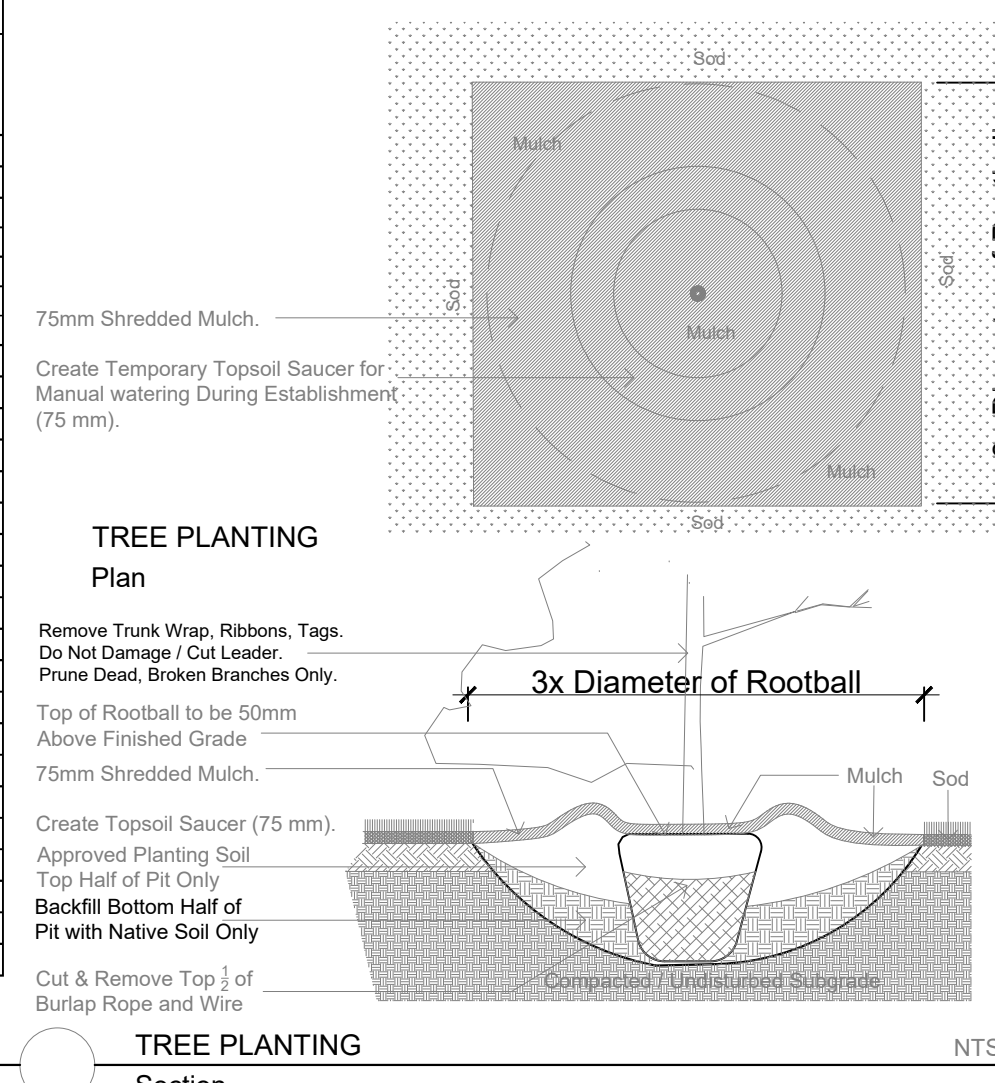 Sod
Mulch
Sod
Sod
75mm Shredded Mulch.
Mulch
Create Temporary Topsoil Saucer for
Manual watering During Establishment
(75 mm).
Mulch
Sod
TREE PLANTING
Plan
Remove Trunk Wrap, Ribbons, Tags.
Do Not Damage / Cut Leader.
Prune Dead, Broken Branches Only.
3x Diameter of Rootball
Top of Rootball to be 50mm
Above Finished Grade
75mm Shredded Mulch.
Mulch
Sod
Create Topsoil Saucer (75 mm).
Approved Planting Soil
Top Half of Pit Only
Backfill Bottom Half of
Pit with Native Soil Only
Cut & Remove Top 1/2 of
Burlap Rope and Wire
Compacted / Undisturbed Subgrade
TREE PLANTING
NTS
Section